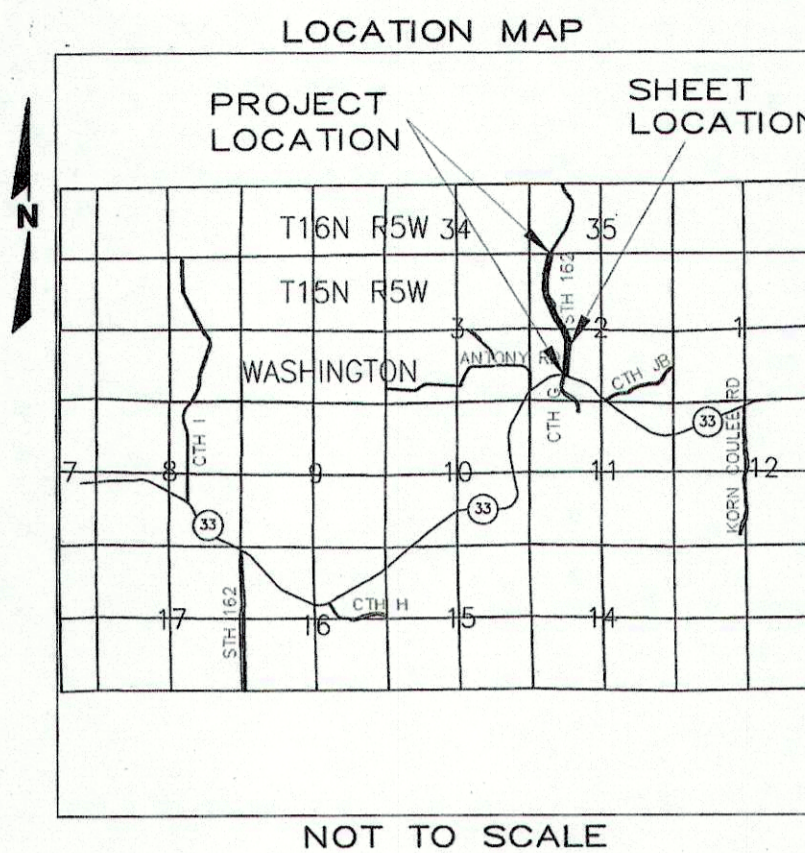 LOCATION MAP
PROJECT
LOCATION
SHEET
LOCATION
N
T16N R5W 34
35
T15N R5W
STH 162
3
2
1
ANTONY RD
WASHINGTON
CTH JB
CTH I
CTH G
33
KORN COULEE RD
7
8
9
10
11
12
33
33
17
STH 162
16
CTH H
15
14
NOT TO SCALE